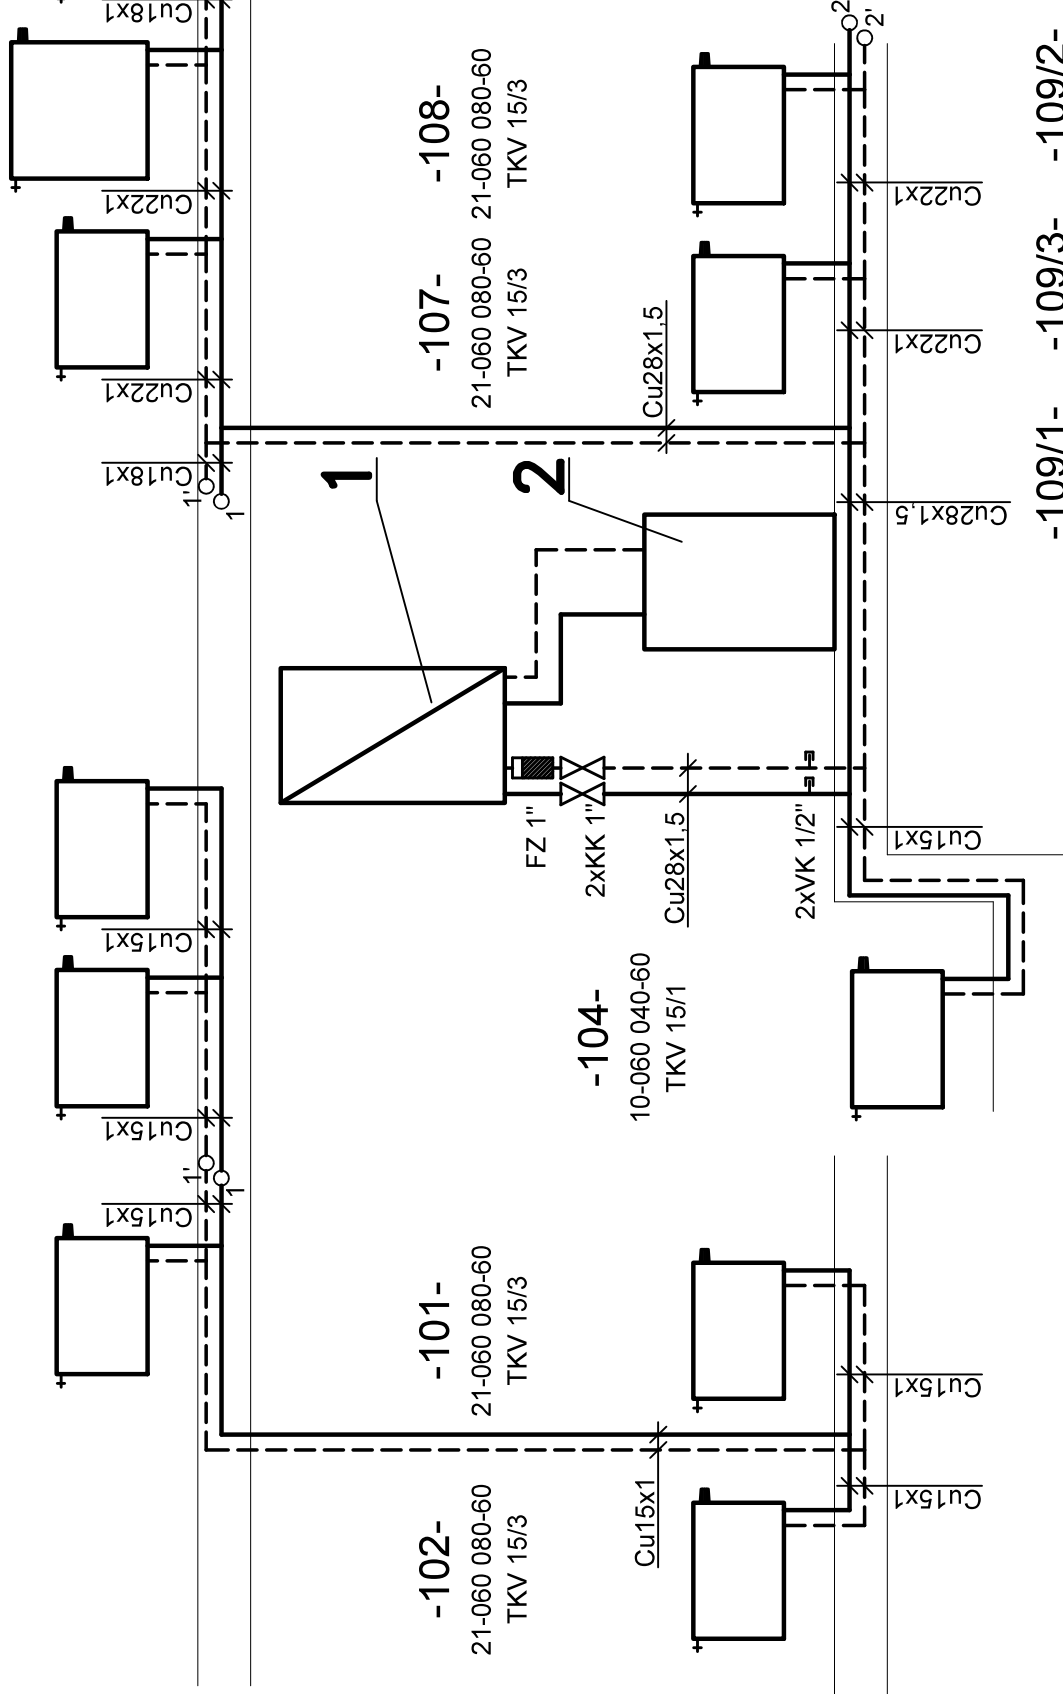 Cu18x1
Cu22x1
Cu22x1
Cu18x1
1'
1
Cu15x1
Cu15x1
1'
1
Cu15x1
-108-
21-060 080-60
TKV 15/3
-107-
21-060 080-60
TKV 15/3
1
2
Cu28x1,5
FZ 1"
2xKK 1"
Cu28x1,5
2xVK 1/2"
-104-
10-060 040-60
TKV 15/1
-101-
21-060 080-60
TKV 15/3
-102-
21-060 080-60
TKV 15/3
Cu15x1
2
2'
Cu22x1
Cu22x1
Cu28x1,5
Cu15x1
Cu15x1
Cu15x1
-109/2-
-109/3-
-109/1-